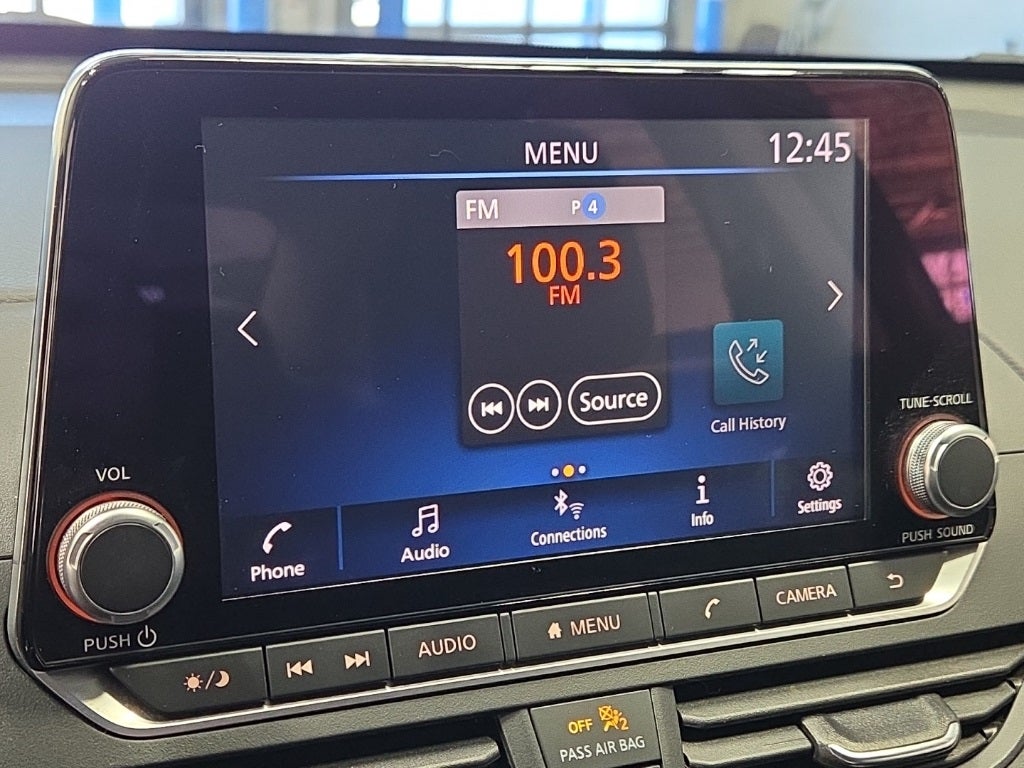 MENU
12:45
FM
P 4
100.3
FM
Source
Call History
TUNE·SCROLL
VOL
Phone
Audio
Connections
Info
Settings
PUSH SOUND
PUSH
AUDIO
MENU
CAMERA
OFF 2
PASS AIR BAG